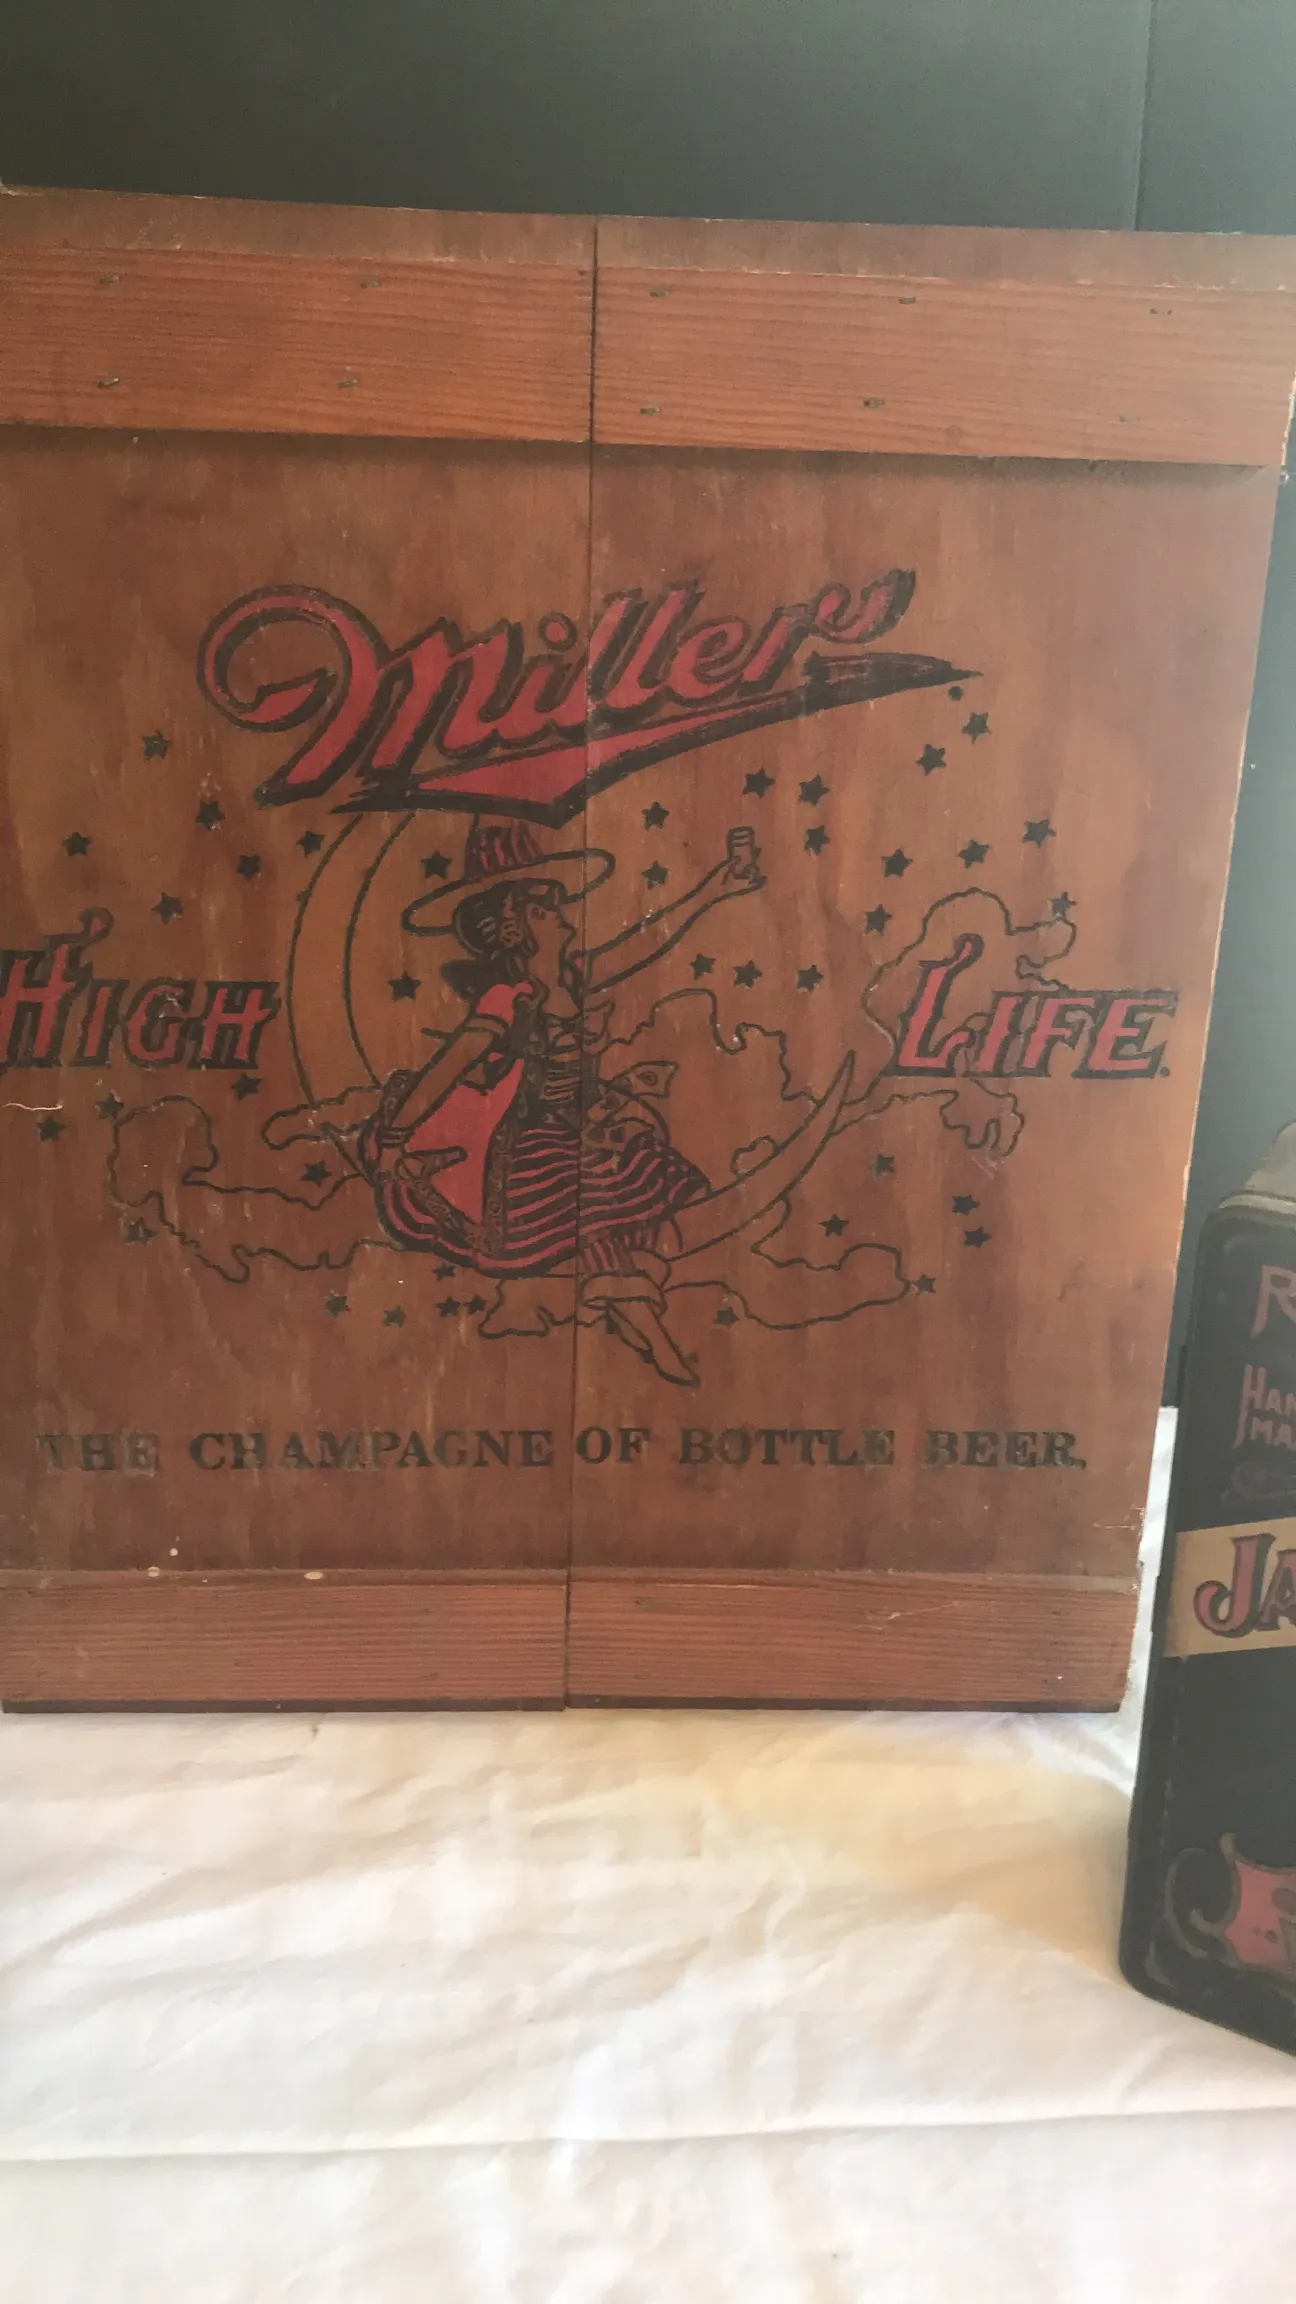 Miller
HIGH LIFE.
THE CHAMPAGNE OF BOTTLE BEER.